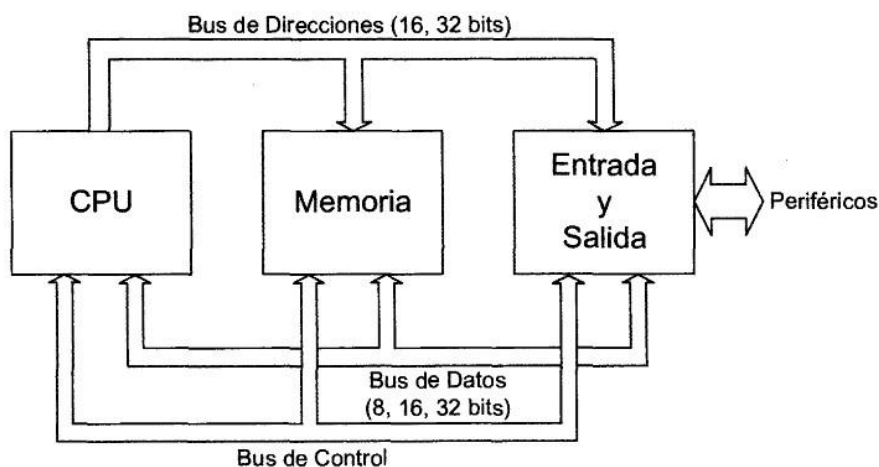 Bus de Direcciones (16, 32 bits)
CPU
Memoria
Entrada
y
Salida
Periféricos
Bus de Datos
(8, 16, 32 bits)
Bus de Control